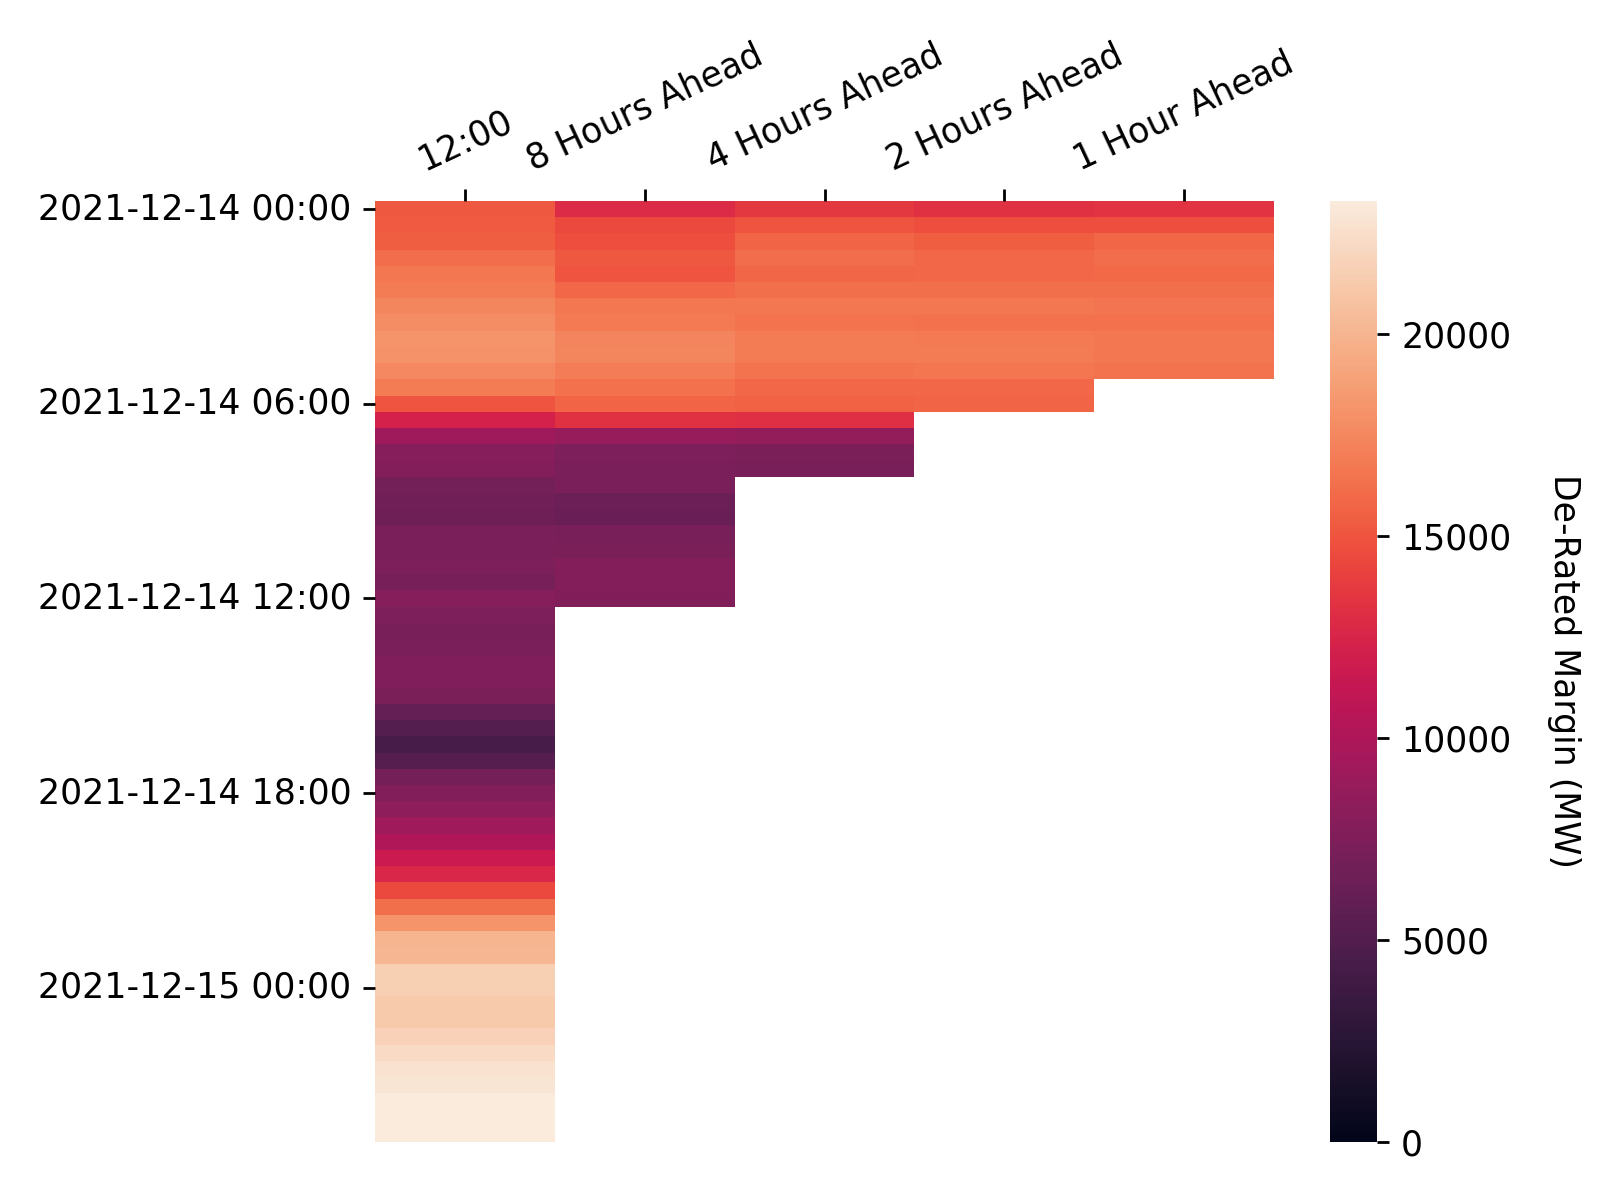 12:00
8 Hours Ahead
4 Hours Ahead
2 Hours Ahead
1 Hour Ahead
2021-12-14 00:00
2021-12-14 06:00
2021-12-14 12:00
2021-12-14 18:00
2021-12-15 00:00
20000
15000
10000
5000
0
De-Rated Margin (MW)